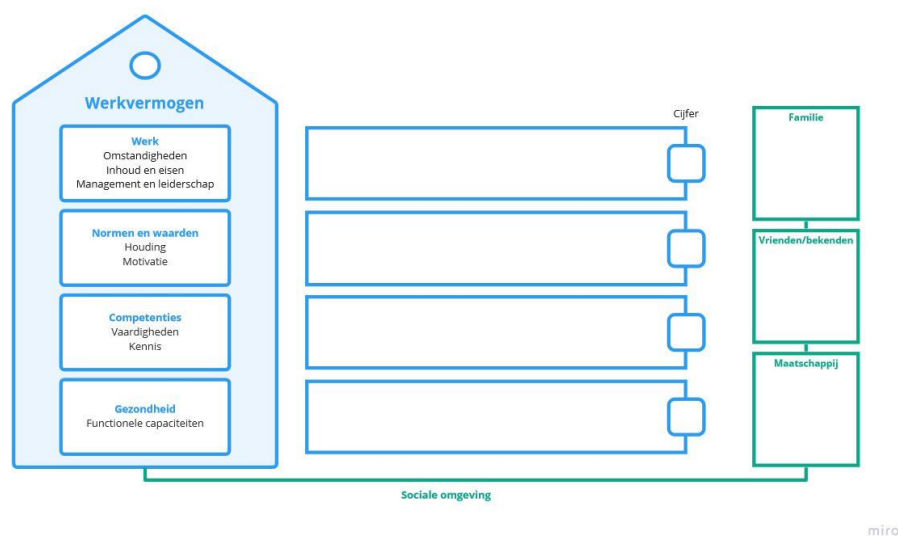 Werkvermogen
Werk
Omstandigheden
Inhoud en eisen
Management en leiderschap
Normen en waarden
Houding
Motivatie
Competenties
Vaardigheden
Kennis
Gezondheid
Functionele capaciteiten
Cijfer
Familie
Vrienden/bekenden
Maatschappij
Sociale omgeving
miro